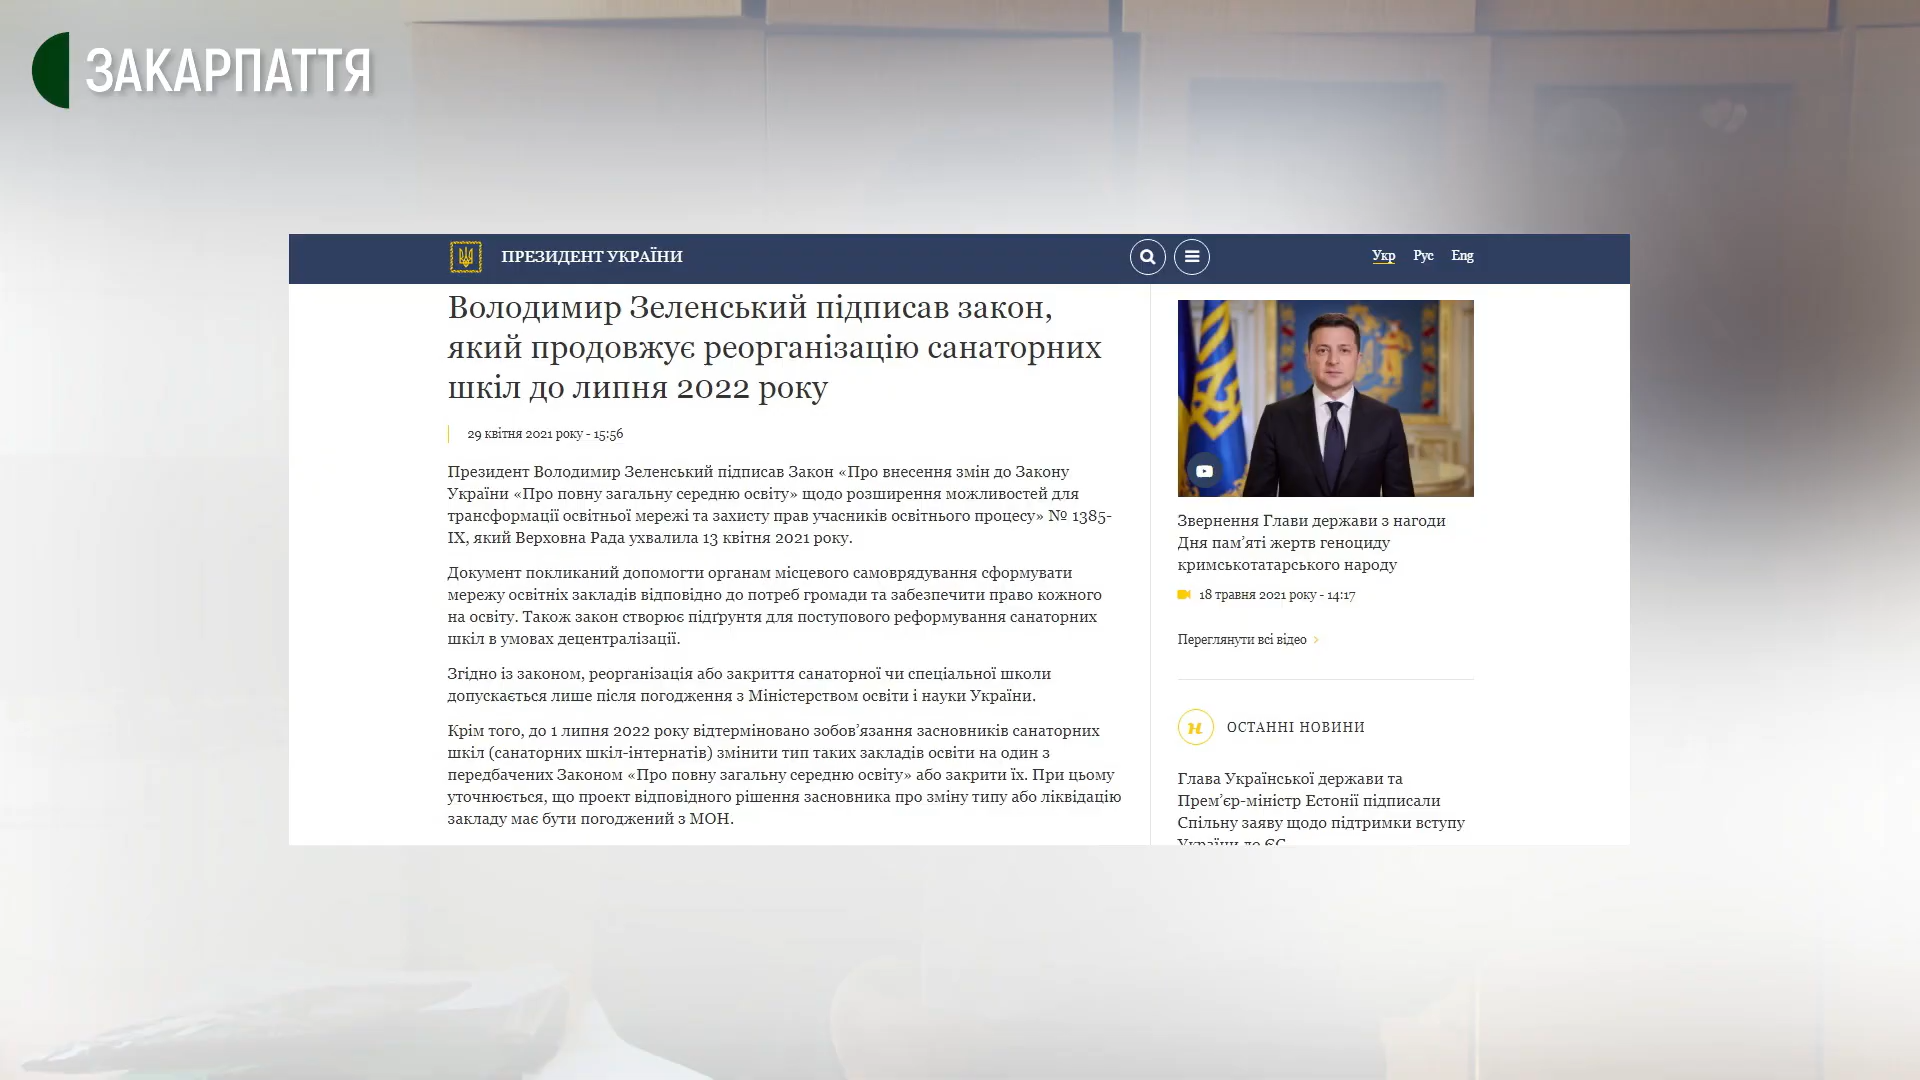 ЗАКАРПАТТЯ
ПРЕЗИДЕНТ УКРАЇНИ
Укр Рус Eng
Володимир Зеленський підписав закон,
який продовжує реорганізацію санаторних
шкіл до липня 2022 року
29 квітня 2021 року - 15:56
Президент Володимир Зеленський підписав Закон «Про внесення змін до Закону
України «Про повну загальну середню освіту» щодо розширення можливостей для
трансформації освітньої мережі та захисту прав учасників освітнього процесу» № 1385-
IX, який Верховна Рада ухвалила 13 квітня 2021 року.
Документ покликаний допомогти органам місцевого самоврядування сформувати
мережу освітніх закладів відповідно до потреб громади та забезпечити право кожного
на освіту. Також закон створює підґрунтя для поступового реформування санаторних
шкіл в умовах децентралізації.
Згідно із законом, реорганізація або закриття санаторної чи спеціальної школи
допускається лише після погодження з Міністерством освіти і науки України.
Крім того, до 1 липня 2022 року відтерміновано зобов’язання засновників санаторних
шкіл (санаторних шкіл-інтернатів) змінити тип таких закладів освіти на один з
передбачених Законом «Про повну загальну середню освіту» або закрити їх. При цьому
уточнюється, що проект відповідного рішення засновника про зміну типу або ліквідацію
закладу має бути погоджений з МОН.
Звернення Глави держави з нагоди
Дня пам’яті жертв геноциду
кримськотатарського народу
18 травня 2021 року - 14:17
Переглянути всі відео
н ОСТАННІ НОВИНИ
Глава Української держави та
Прем’єр-міністр Естонії підписали
Спільну заяву щодо підтримки вступу
України до ЄС